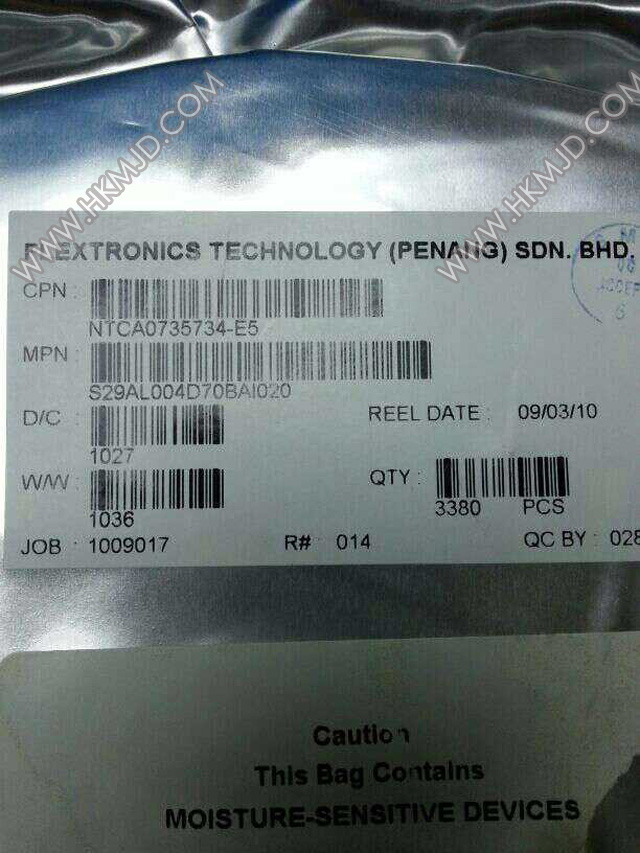 WWW.HKMJD.COM
WWW.HKMJD.COM
FLEXTRONICS TECHNOLOGY (PENANG) SDN. BHD.
CPN :
NTCA0735734-E5
MPN :
S29AL004D70BAI020
D/C :
1027
REEL DATE : 09/03/10
W/W :
1036
QTY :
3380 PCS
JOB : 1009017 R# 014 QC BY : 028
Caution
This Bag Contains
MOISTURE-SENSITIVE DEVICES